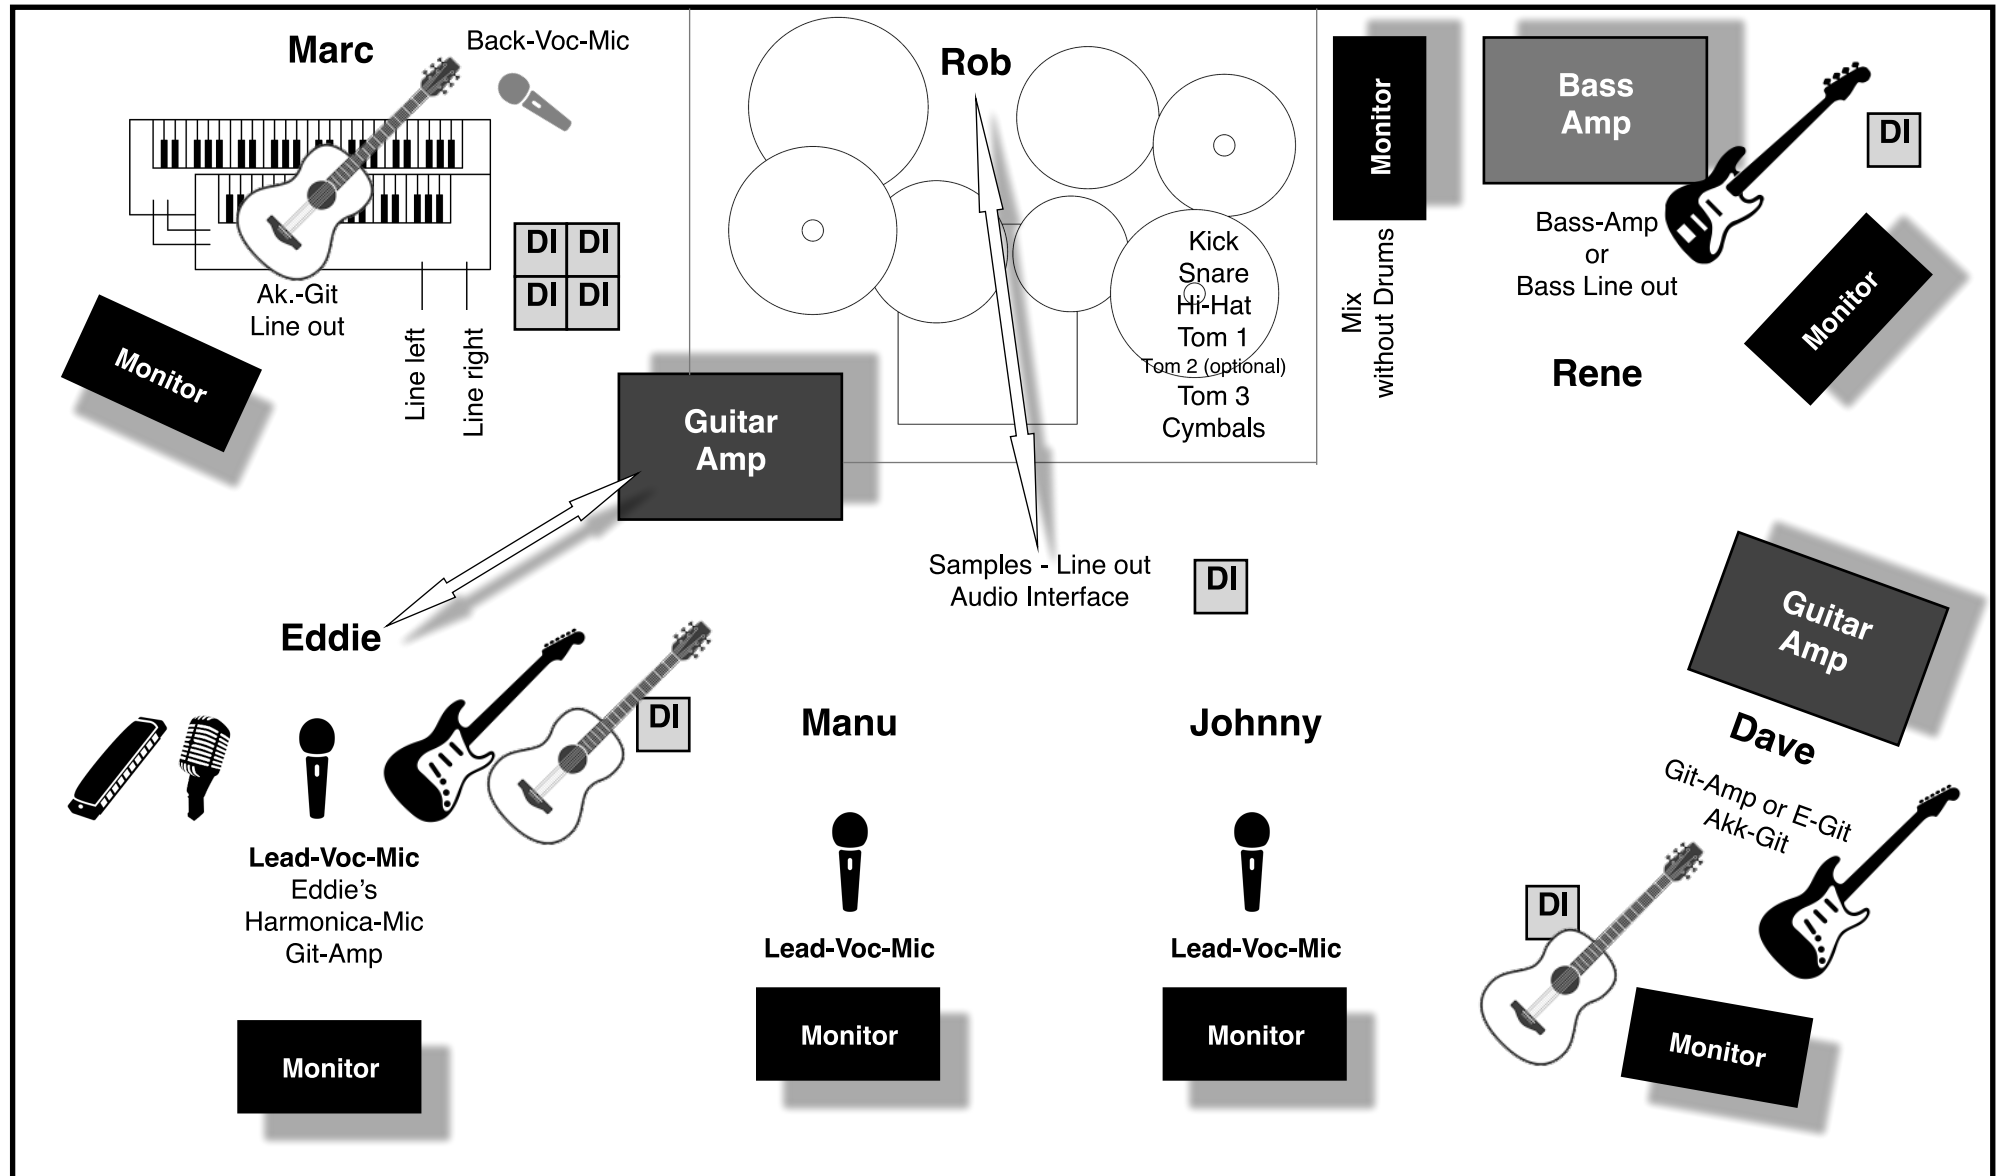 Marc
Back-Voc-Mic
DI DI
DI DI
Ak.-Git
Line out
Line left
Line right
Monitor
Rob
Kick
Snare
Hi-Hat
Tom 1
Tom 2 (optional)
Tom 3
Cymbals
Monitor
Mix
without Drums
Bass
Amp
DI
Bass-Amp
or
Bass Line out
Monitor
Rene
Guitar
Amp
Samples - Line out
Audio Interface
DI
Eddie
DI
Lead-Voc-Mic
Eddie’s
Harmonica-Mic
Git-Amp
Monitor
Manu
Lead-Voc-Mic
Monitor
Johnny
Lead-Voc-Mic
Monitor
Guitar
Amp
Dave
Git-Amp or E-Git
Akk-Git
DI
Monitor